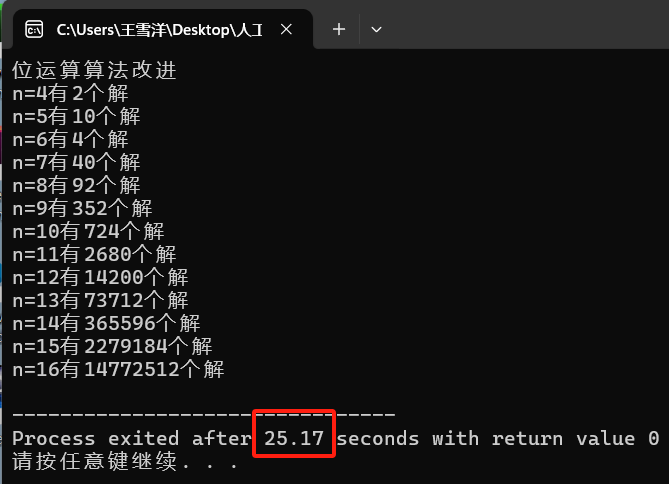 C:\Users\王雪洋\Desktop\人工
位运算算法改进
n=4有2个解
n=5有10个解
n=6有4个解
n=7有40个解
n=8有92个解
n=9有352个解
n=10有724个解
n=11有2680个解
n=12有14200个解
n=13有73712个解
n=14有365596个解
n=15有2279184个解
n=16有14772512个解
--------------------------------
Process exited after 25.17 seconds with return value 0
请按任意键继续. . .